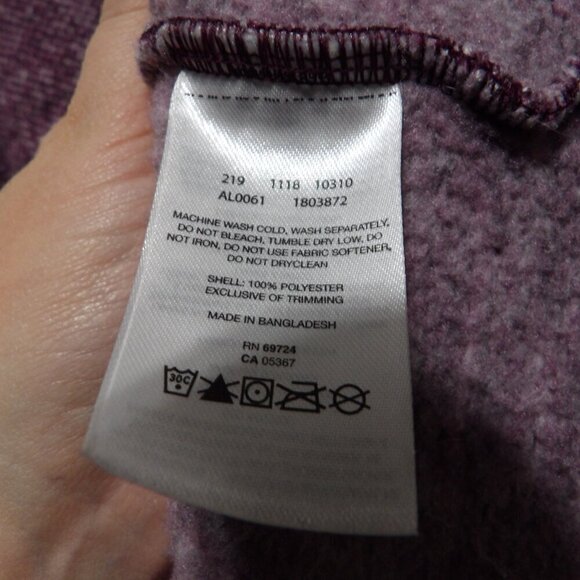 219 1118 10310
AL0061 1803872
MACHINE WASH COLD, WASH SEPARATELY,
DO NOT BLEACH, TUMBLE DRY LOW, DO
NOT IRON, DO NOT USE FABRIC SOFTENER,
DO NOT DRYCLEAN
SHELL: 100% POLYESTER
EXCLUSIVE OF TRIMMING
MADE IN BANGLADESH
RN 69724
CA 05367
30C